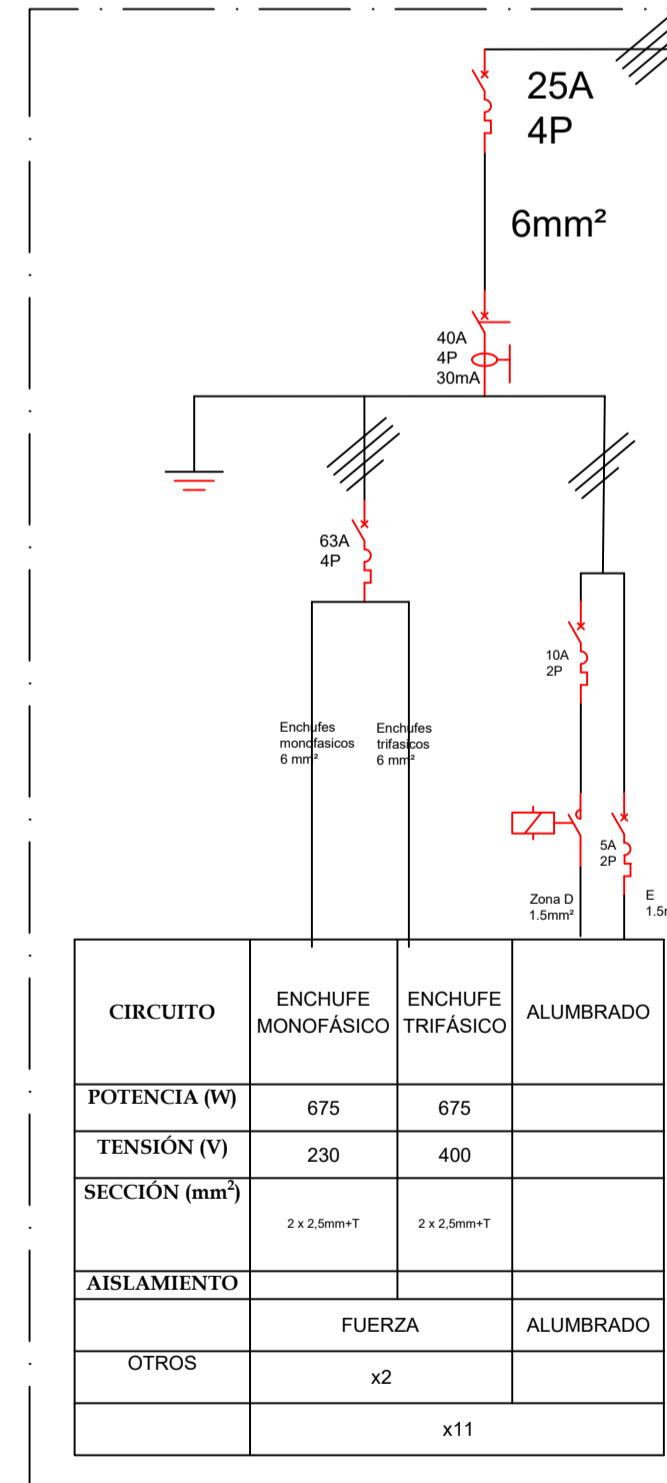 25A
4P
6mm²
40A
4P
30mA
63A
4P
10A
2P
Enchufes
monofasicos
6 mm²
Enchufes
trifasicos
6 mm²
5A
2P
Zona D
1.5mm²
E
1.5m
CIRCUITO
ENCHUFE
MONOFÁSICO
ENCHUFE
TRIFÁSICO
ALUMBRADO
POTENCIA (W)
675
675
TENSIÓN (V)
230
400
SECCIÓN (mm²)
2 x 2,5mm+T
2 x 2,5mm+T
AISLAMIENTO
FUERZA
ALUMBRADO
OTROS
x2
x11